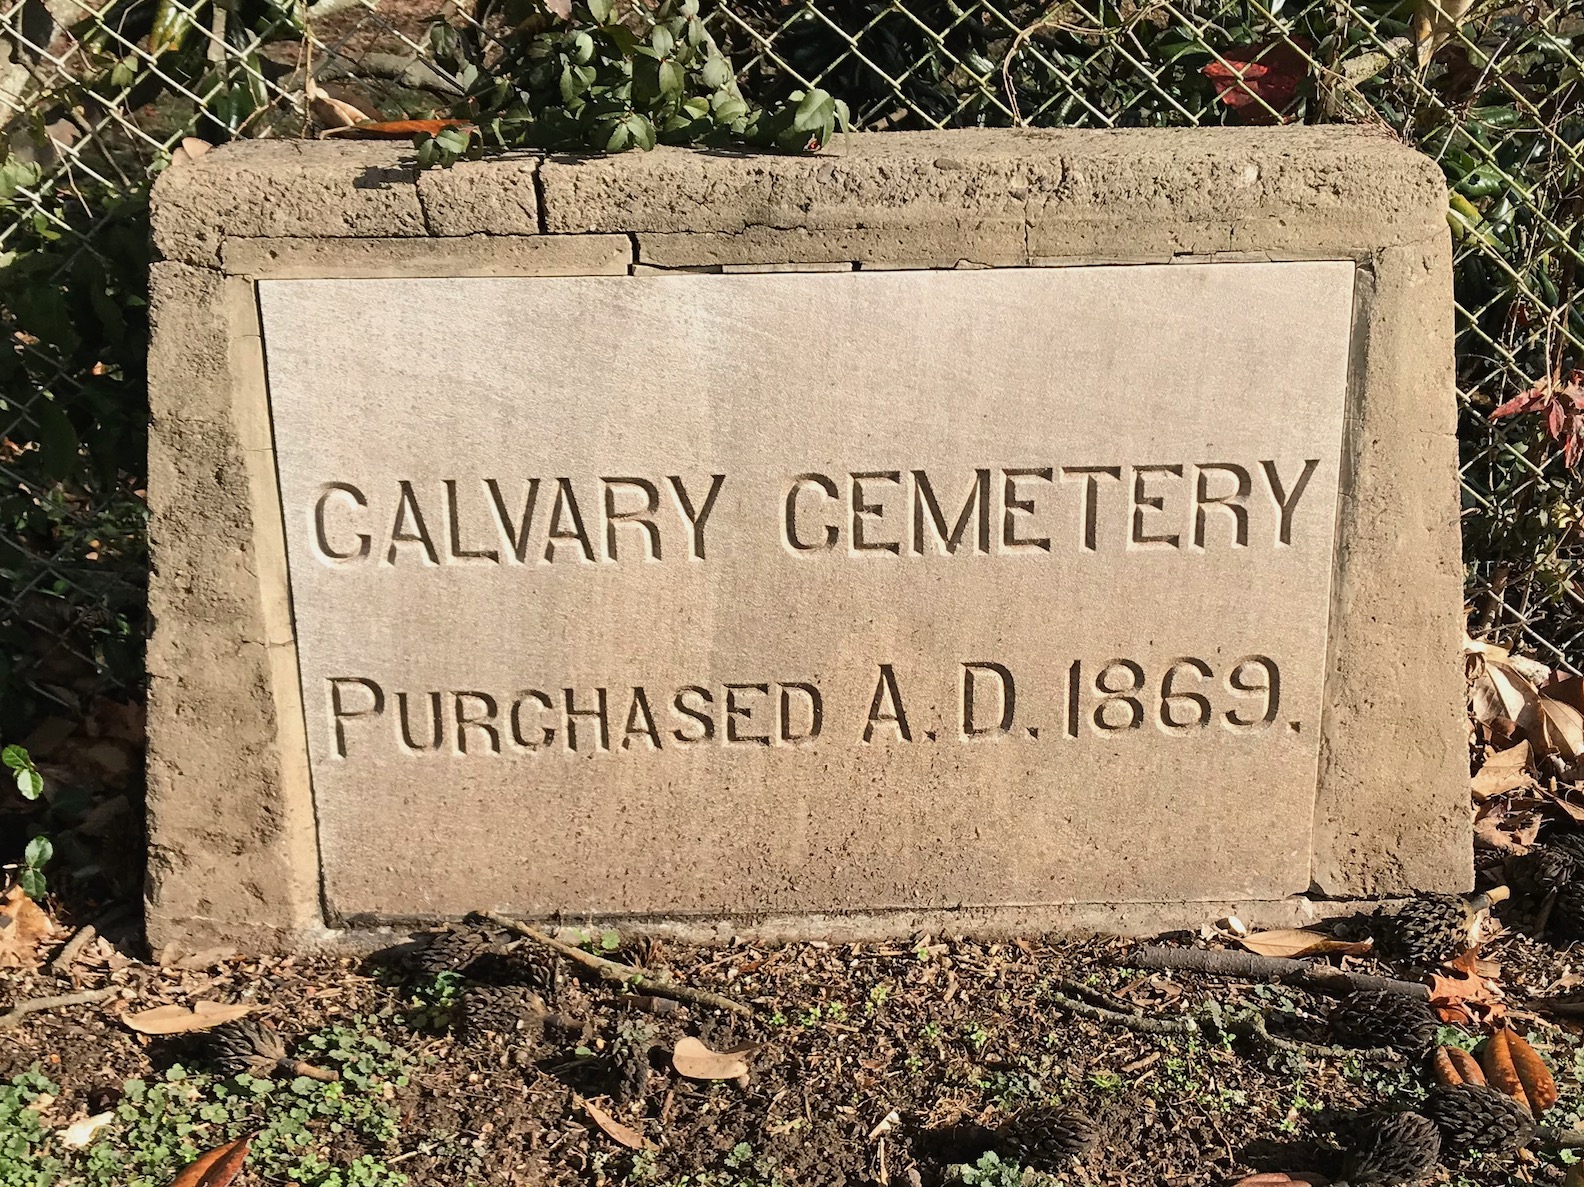 CALVARY CEMETERY
PURCHASED A.D. 1869.